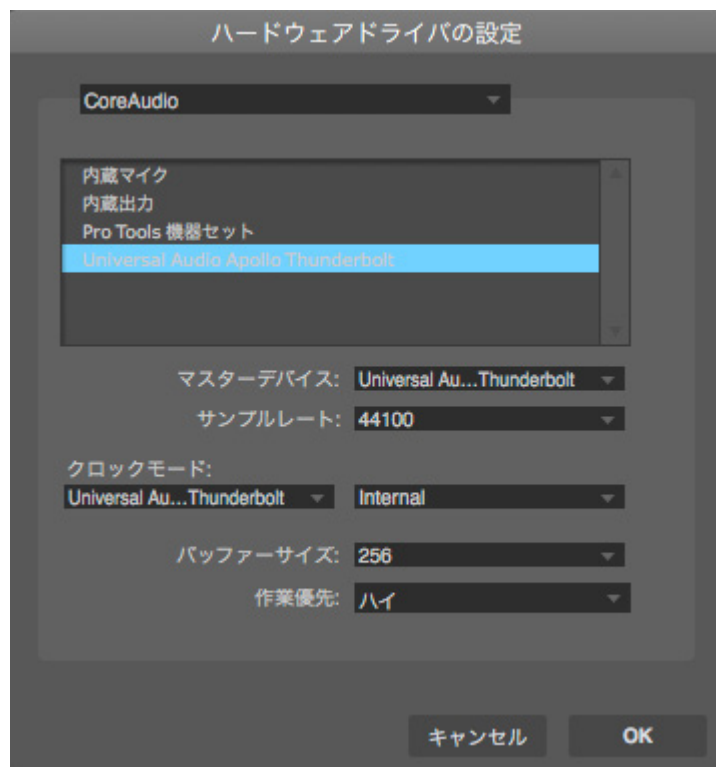 ハードウェアドライバの設定
CoreAudio
内蔵マイク
内蔵出力
Pro Tools 機器セット
Universal Audio Apollo Thunderbolt
マスターデバイス: Universal Au...Thunderbolt
サンプルレート: 44100
クロックモード:
Universal Au...Thunderbolt Internal
バッファーサイズ: 256
作業優先: ハイ
キャンセル OK